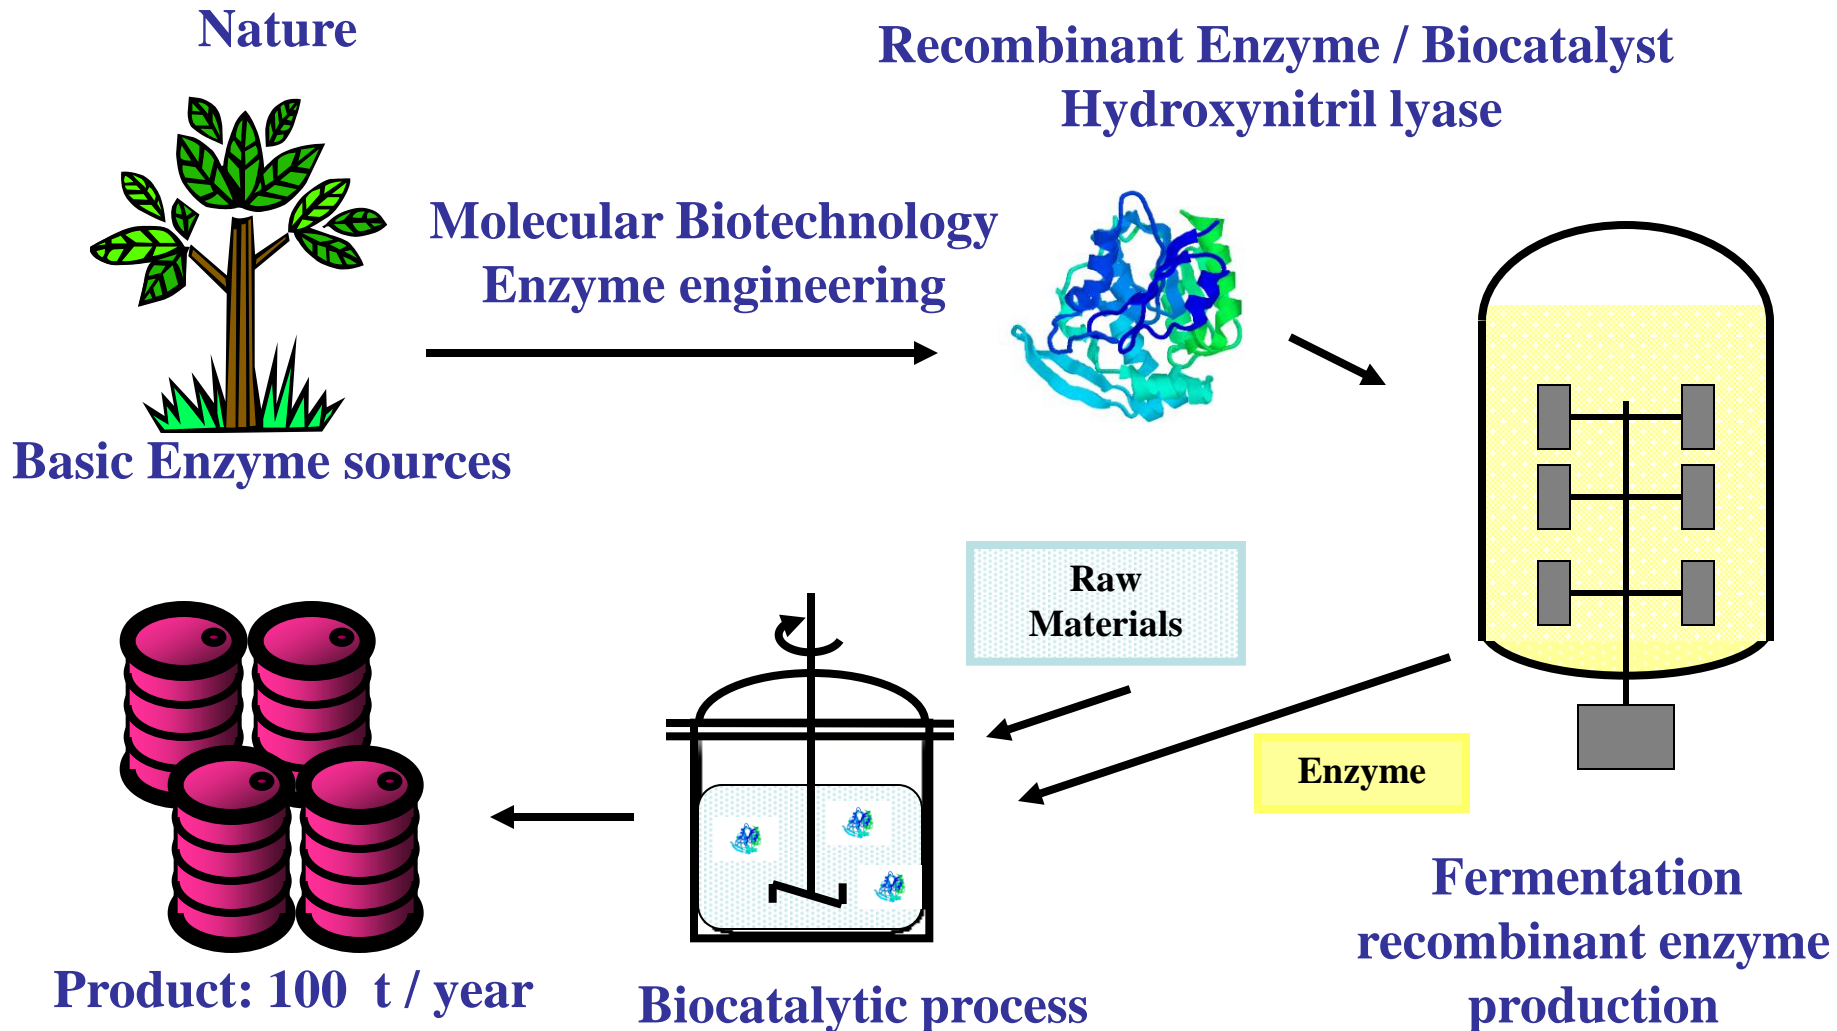 Nature
Recombinant Enzyme / Biocatalyst
Hydroxynitril lyase
Molecular Biotechnology
Enzyme engineering
Basic Enzyme sources
Raw
Materials
Enzyme
Fermentation
recombinant enzyme
production
Biocatalytic process
Product: 100 t / year